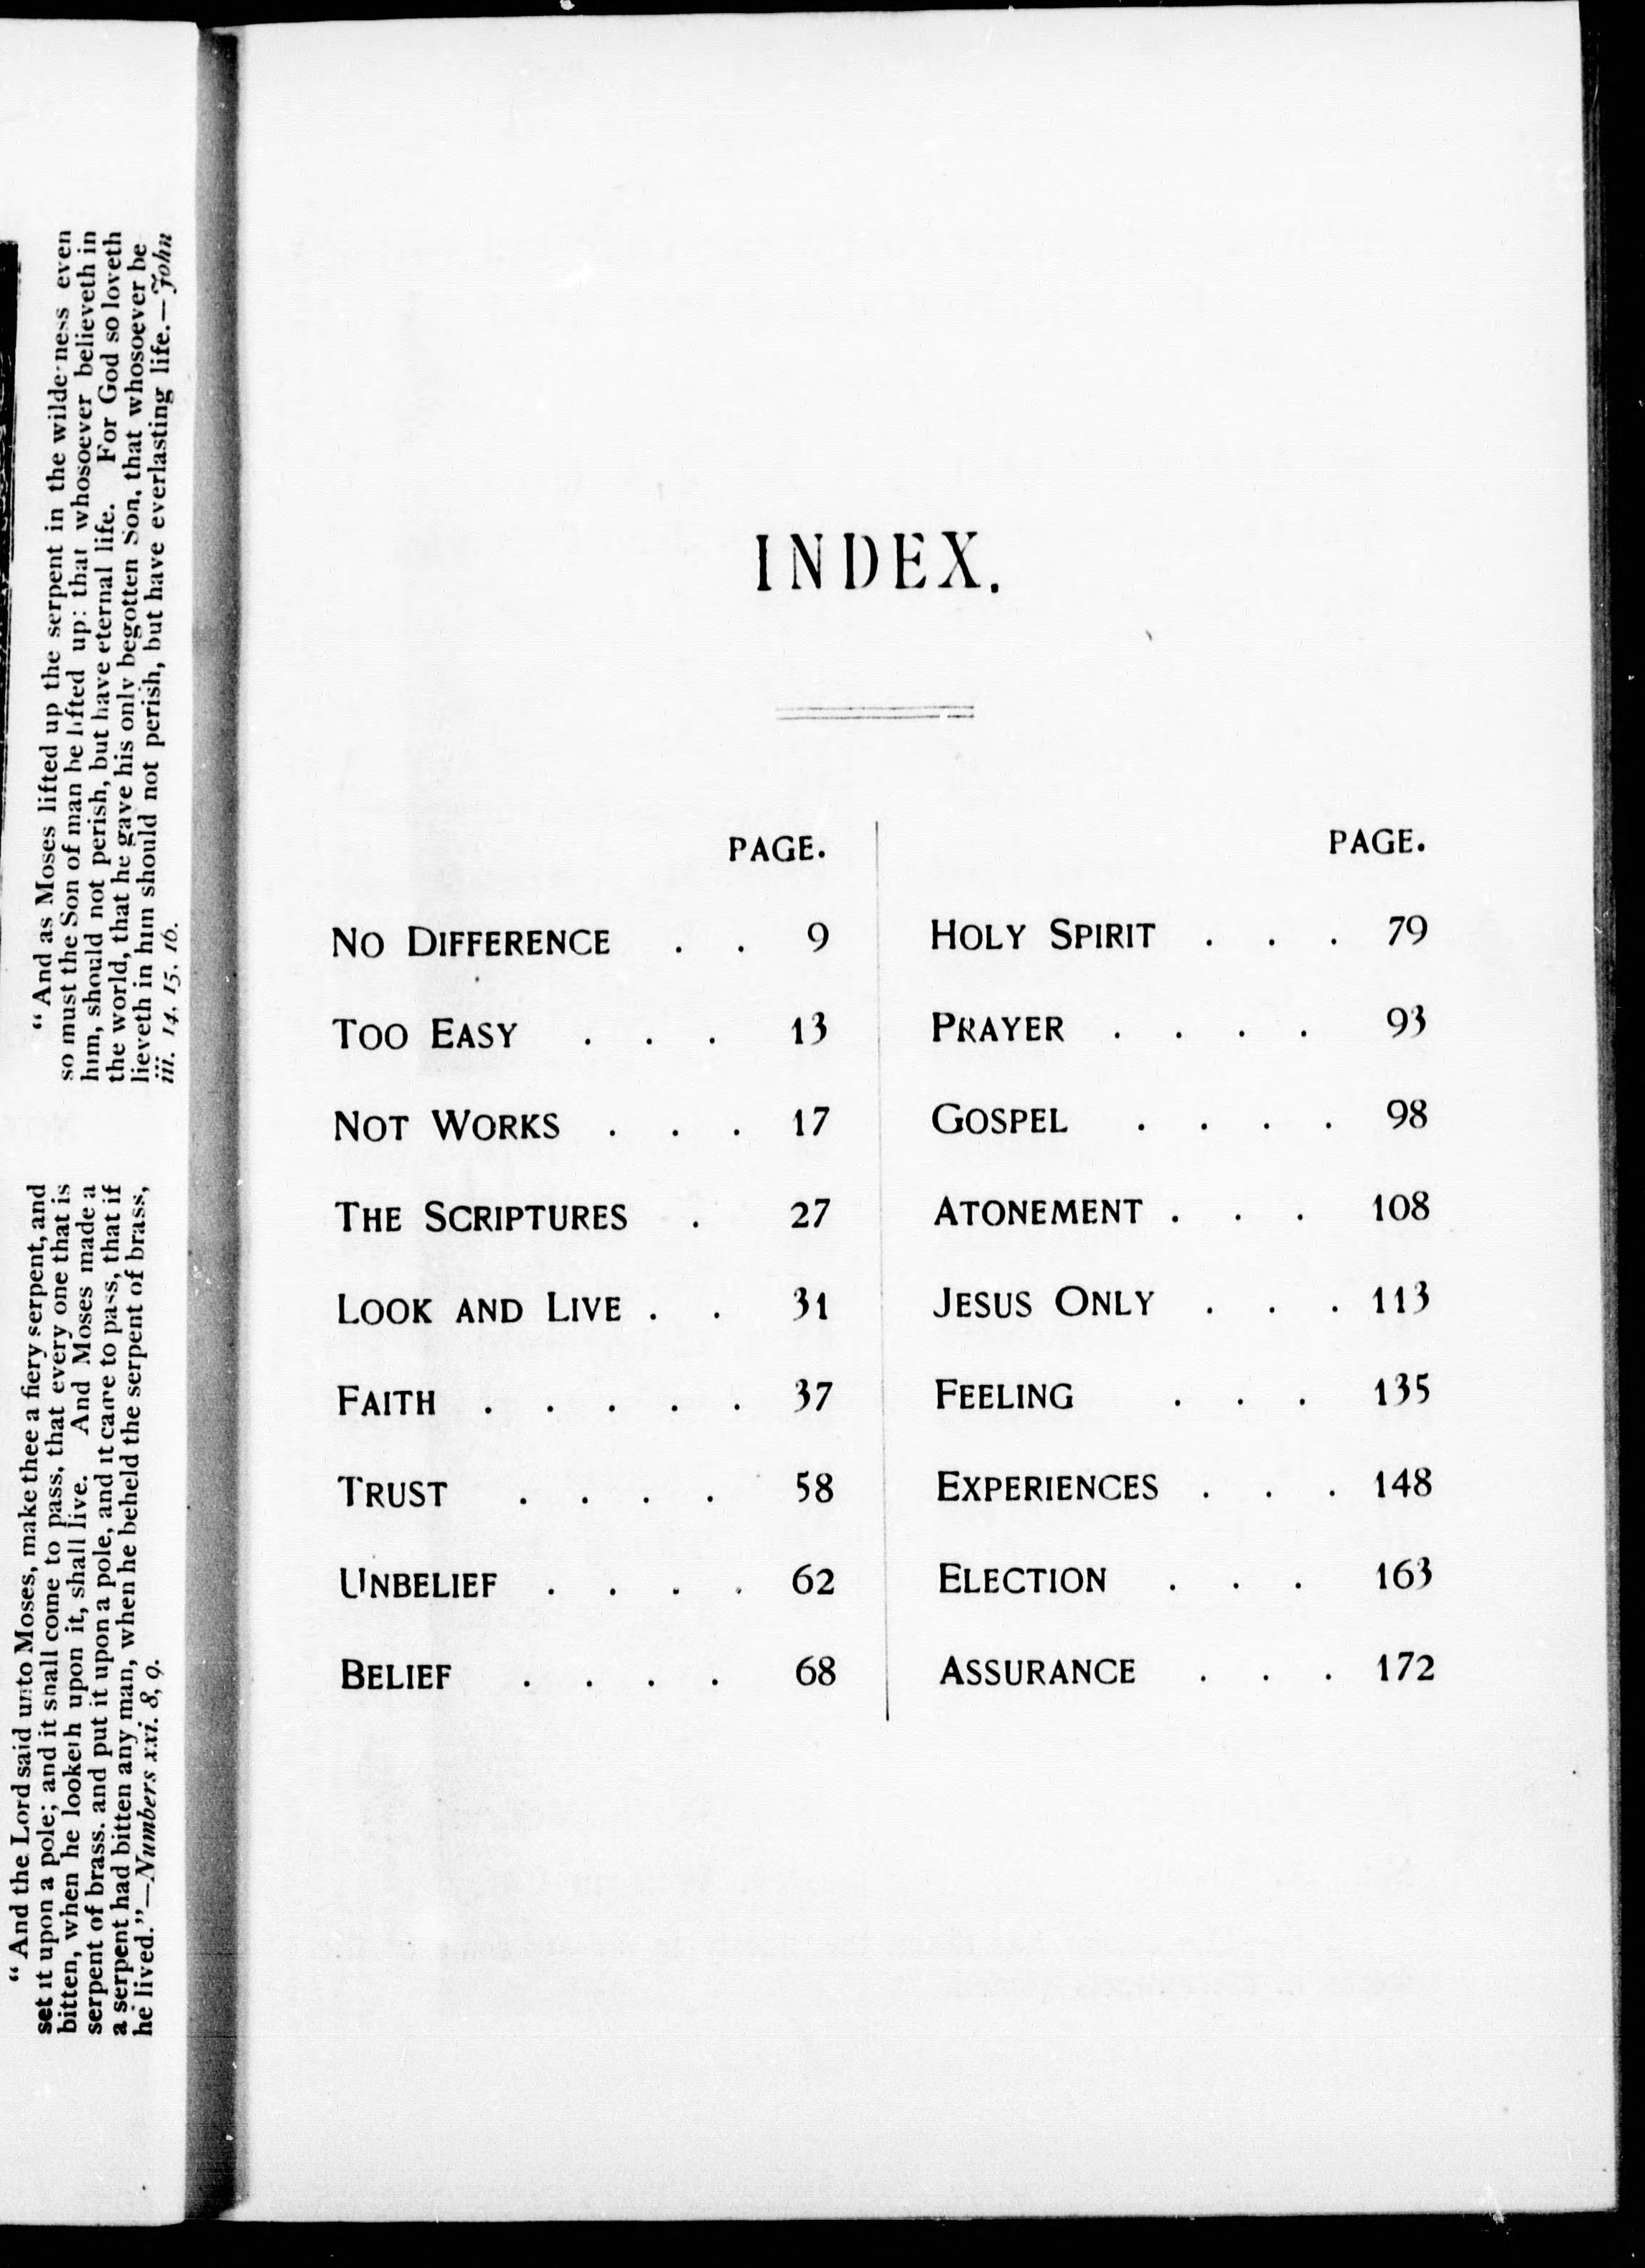 "And the Lord said unto Moses, make thee a fiery serpent, and
set it upon a pole; and it shall come to pass, that every one that is
bitten, when he looketh upon it, shall live. And Moses made a
serpent of brass. and put it upon a pole, and it came to pass, that if
a serpent had bitten any man, when he beheld the serpent of brass,
he lived."—Numbers xxi. 8, 9.
"And as Moses lifted up the serpent in the wilderness even
so must the Son of man be lifted up: that whosoever believeth in
him, should not perish, but have eternal life. For God so loveth
the world, that he gave his only begotten Son, that whosoever be
lieveth in him should not perish, but have everlasting life.—John
iii. 14, 15, 16.
INDEX.
PAGE.
NO DIFFERENCE . . 9
TOO EASY . . . 13
NOT WORKS . . . 17
THE SCRIPTURES . 27
LOOK AND LIVE . . 31
FAITH . . . . . 37
TRUST . . . . 58
UNBELIEF . . . . 62
BELIEF . . . . 68
PAGE.
HOLY SPIRIT . . . 79
PRAYER . . . . 93
GOSPEL . . . . 98
ATONEMENT . . . 108
JESUS ONLY . . . 113
FEELING . . . 135
EXPERIENCES . . . 148
ELECTION . . . 163
ASSURANCE . . . 172